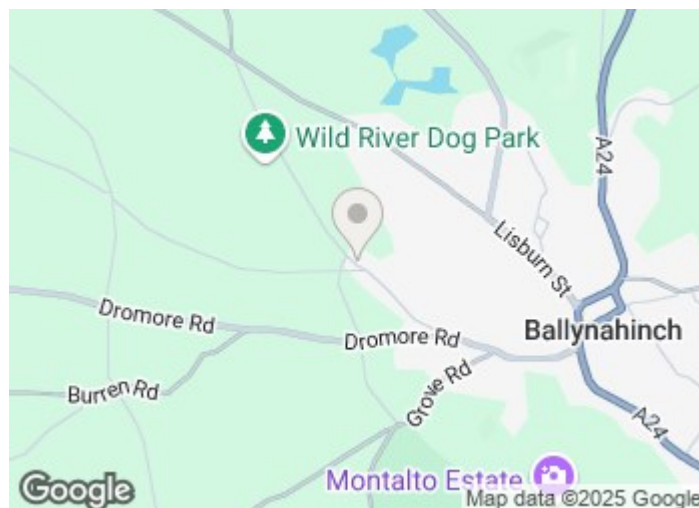 Wild River Dog Park
A24
Lisburn St
Dromore Rd
Dromore Rd
Ballynahinch
Burren Rd
Grove Rd
A24
Montalto Estate
Google
Map data ©2025 Google